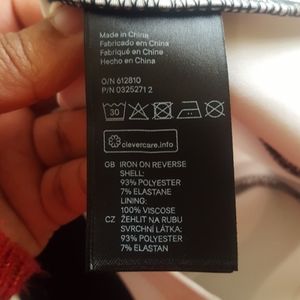 Made in China
Fabricado em China
Fabriqué en Chine
Hecho en China
O/N 612810
P/N 0325271 2
30
clevercare.info
GB IRON ON REVERSE
SHELL:
93% POLYESTER
7% ELASTANE
LINING:
100% VISCOSE
CZ ŽEHLIT NA RUBU
SVRCHNÍ LÁTKA:
93% POLYESTER
7% ELASTAN